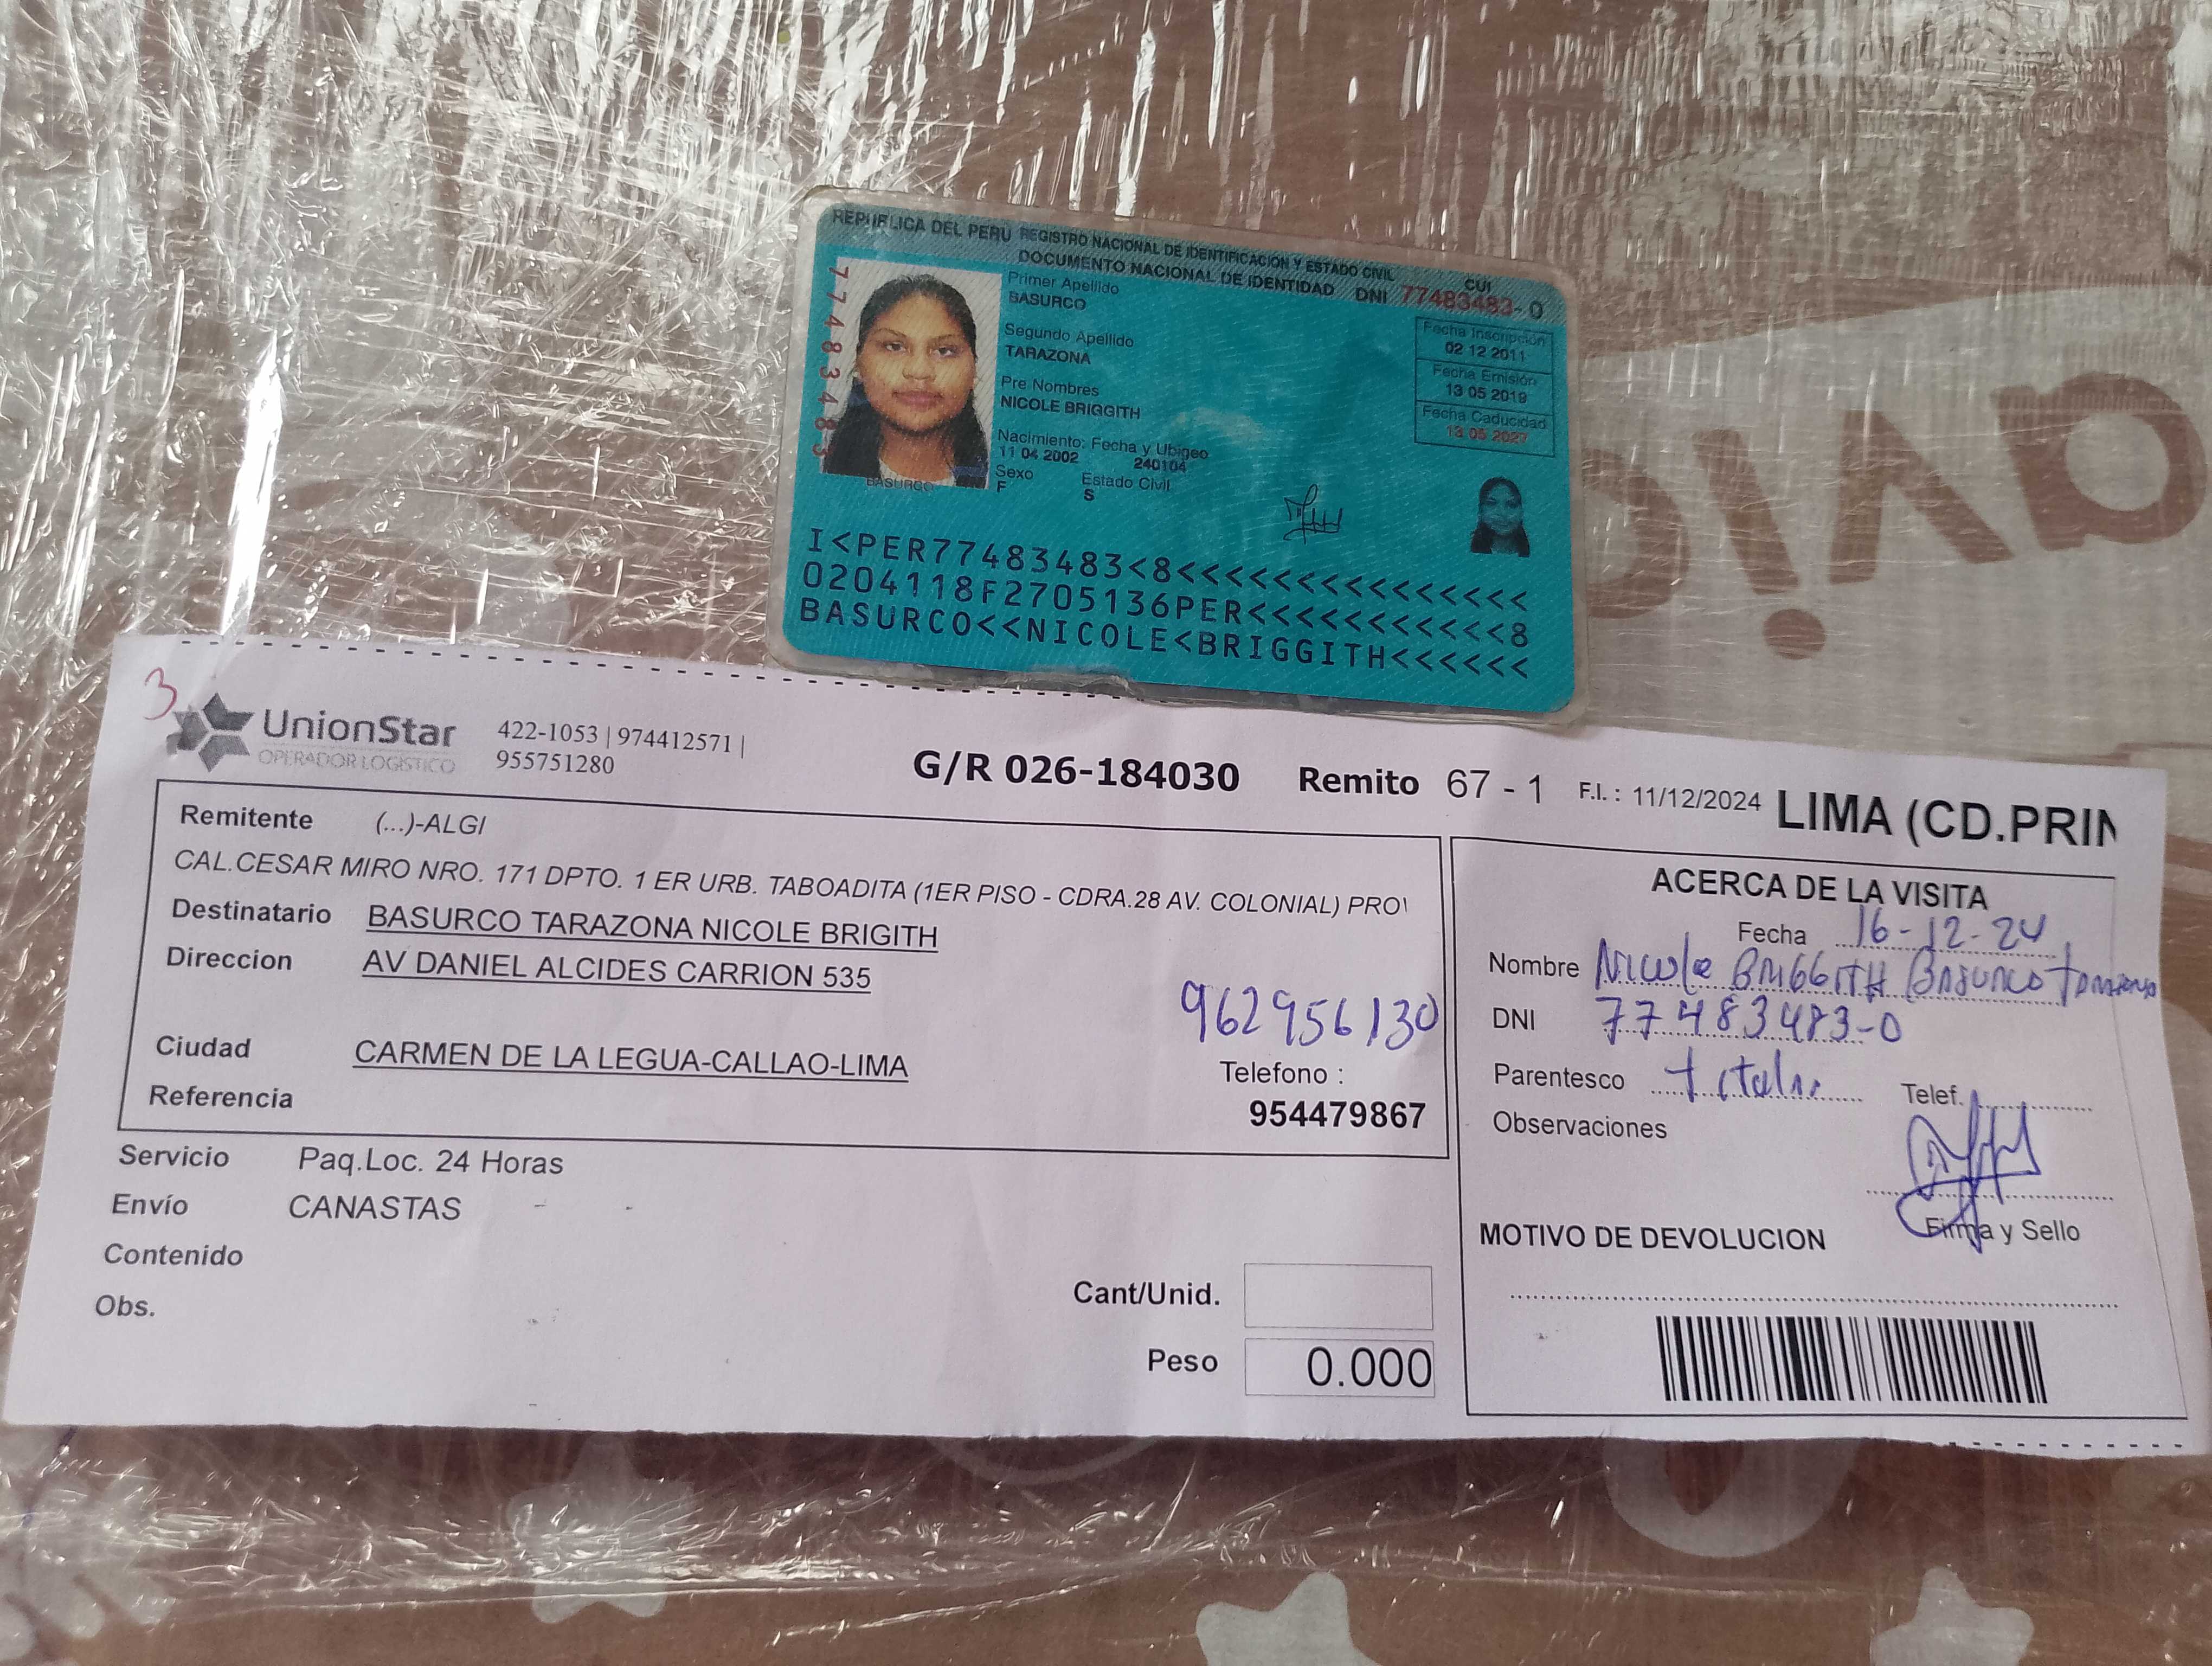 REPUBLICA DEL PERU REGISTRO NACIONAL DE IDENTIFICACION Y ESTADO CIVIL
DOCUMENTO NACIONAL DE IDENTIDAD DNI 77483483-0
CUI
77483483
Primer Apellido
BASURCO
Segundo Apellido
TARAZONA
Pre Nombres
NICOLE BRIGGITH
Nacimiento: Fecha y Ubigeo
11 04 2002 240104
Sexo Estado Civil
F S
Fecha Inscripción
02 12 2011
Fecha Emisión
13 05 2019
Fecha Caducidad
13 05 2027
BASURCO
I<PER77483483<8<<<<<<<<<<<<<<<
0204118F2705136PER<<<<<<<<<<<8
BASURCO<<NICOLE<BRIGGITH<<<<<<
3
UnionStar
OPERADOR LOGISTICO
422-1053 | 974412571 |
955751280
G/R 026-184030 Remito 67 - 1 F.I. : 11/12/2024 LIMA (CD.PRIN
Remitente (...)-ALGI
CAL.CESAR MIRO NRO. 171 DPTO. 1 ER URB. TABOADITA (1ER PISO - CDRA.28 AV. COLONIAL) PROV
Destinatario BASURCO TARAZONA NICOLE BRIGITH
Direccion AV DANIEL ALCIDES CARRION 535
962956130
Ciudad CARMEN DE LA LEGUA-CALLAO-LIMA
Telefono :
954479867
Referencia
Servicio Paq.Loc. 24 Horas
Envío CANASTAS
Contenido
Obs.
Cant/Unid.
Peso 0.000
ACERCA DE LA VISITA
Fecha 16-12-24
Nombre Nicole BRIGGITH BASURCO Tarazona
DNI 77483483-0
Parentesco titular Telef.
Observaciones
Firma y Sello
MOTIVO DE DEVOLUCION